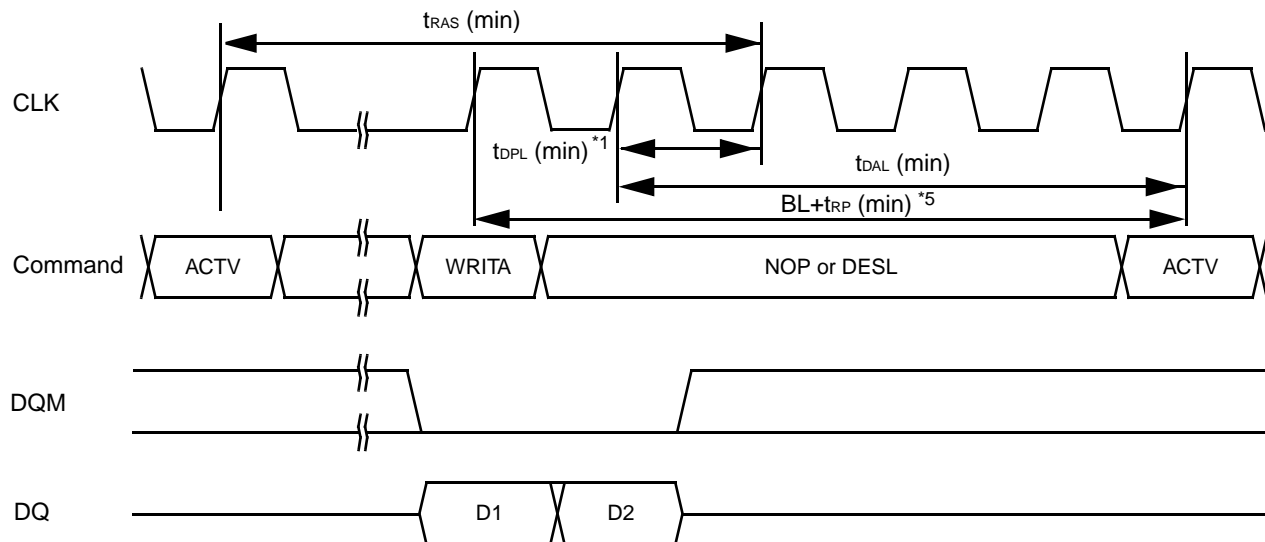 tRAS (min)
CLK
tDPL (min) *1
tDAL (min)
BL+tRP (min) *5
Command ACTV WRITA NOP or DESL ACTV
DQM
DQ D1 D2